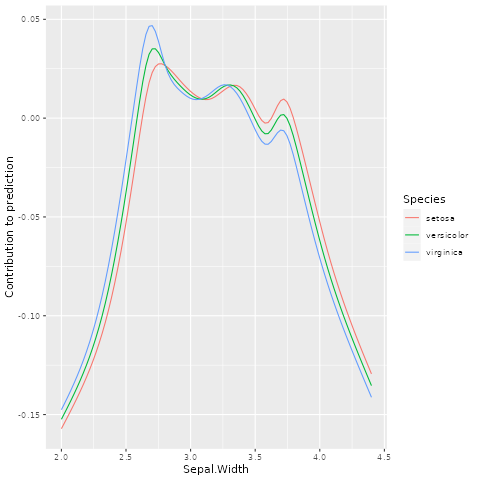 0.05
0.00
-0.05
-0.10
-0.15
Contribution to prediction
2.0 2.5 3.0 3.5 4.0 4.5
Sepal.Width
Species
setosa
versicolor
virginica